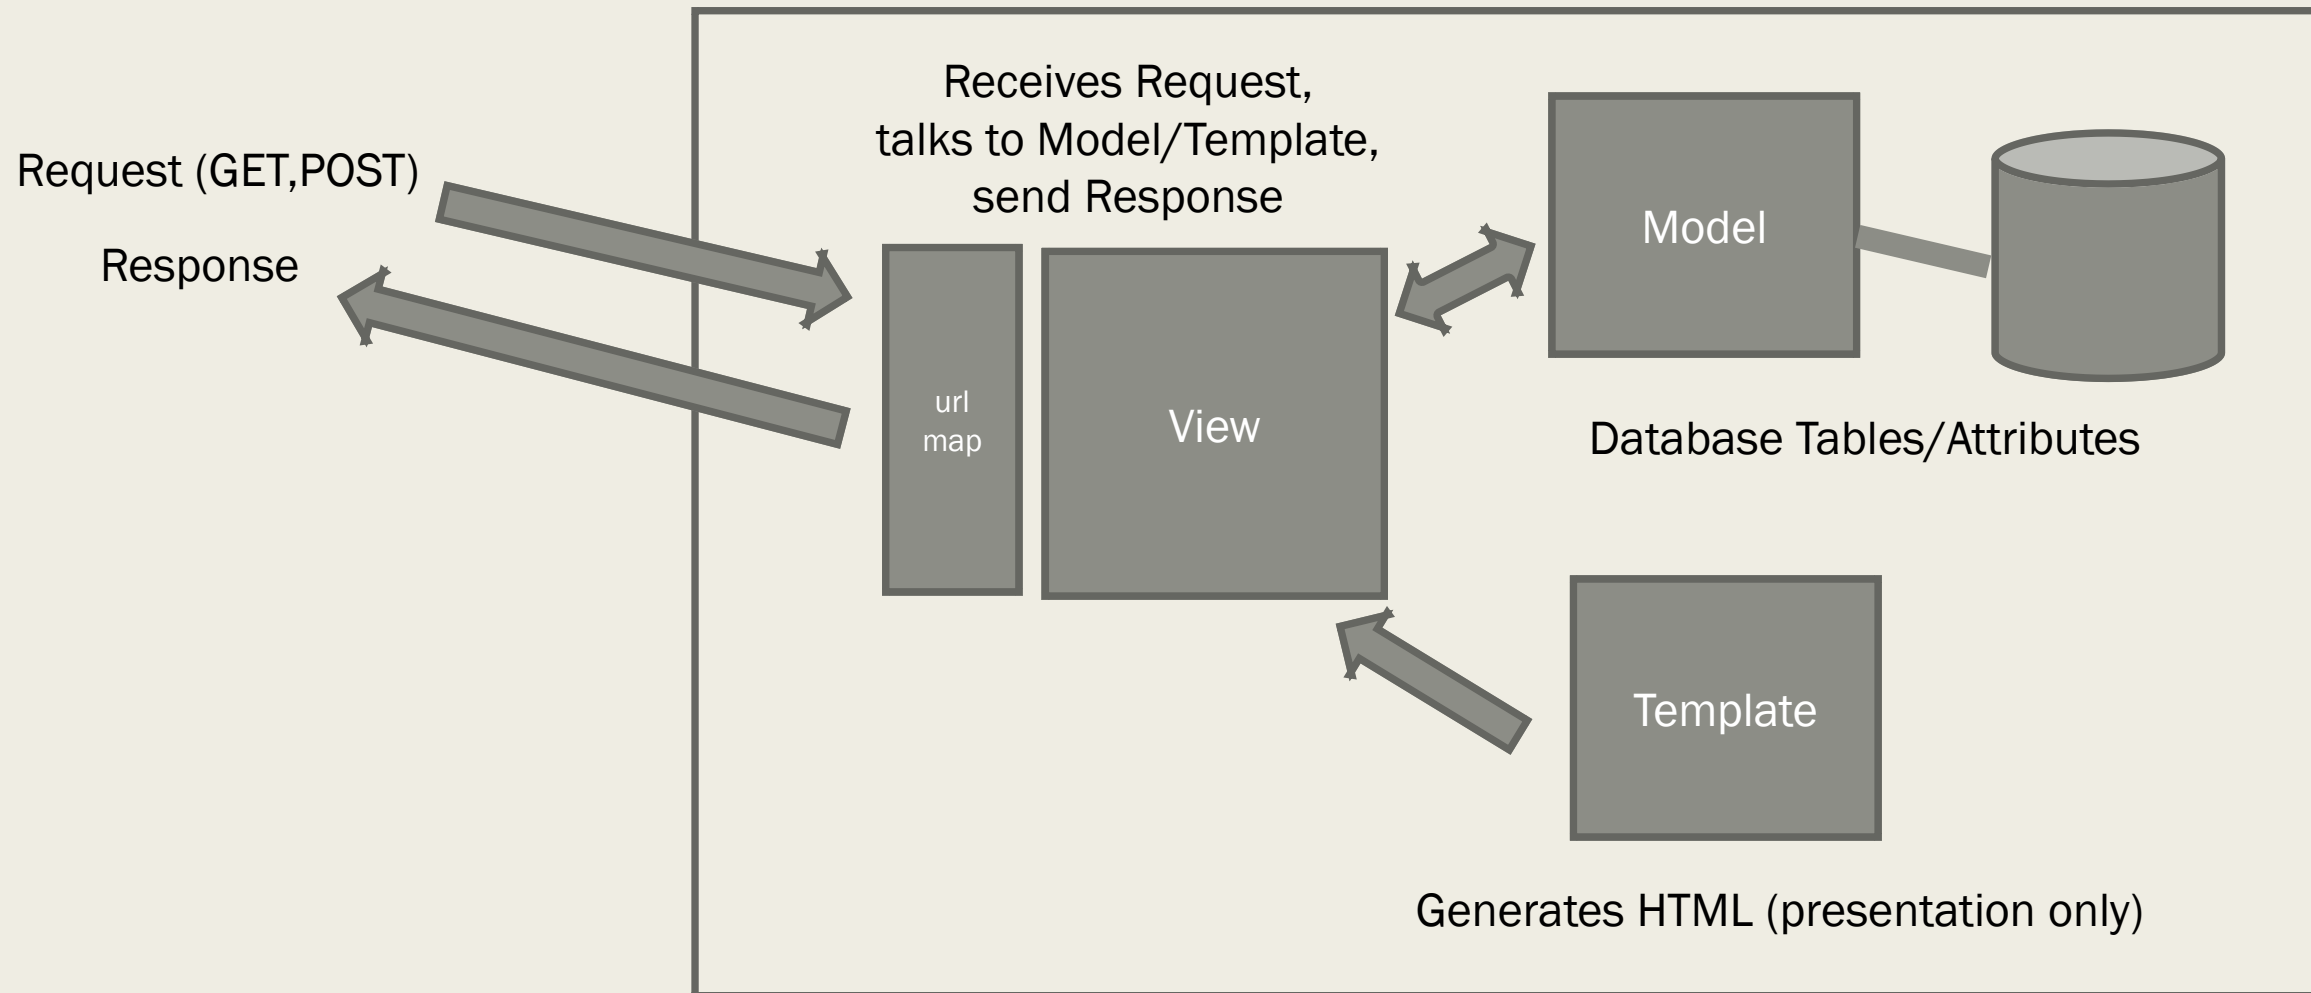 Request (GET,POST)
Response
Receives Request,
talks to Model/Template,
send Response
url
map
View
Model
Database Tables/Attributes
Template
Generates HTML (presentation only)